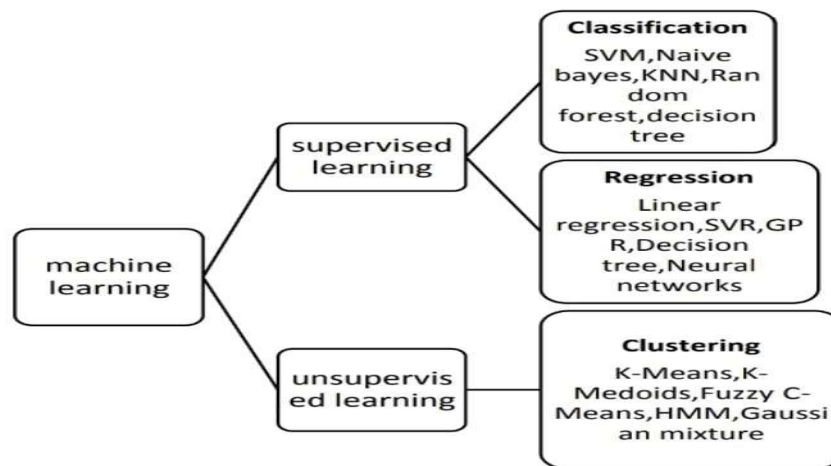 machine
learning
supervised
learning
Classification
SVM,Naive
bayes,KNN,Ran
dom
forest,decision
tree
Regression
Linear
regression,SVR,GP
R,Decision
tree,Neural
networks
unsupervis
ed learning
Clustering
K-Means,K-
Medoids,Fuzzy C-
Means,HMM,Gaussi
an mixture